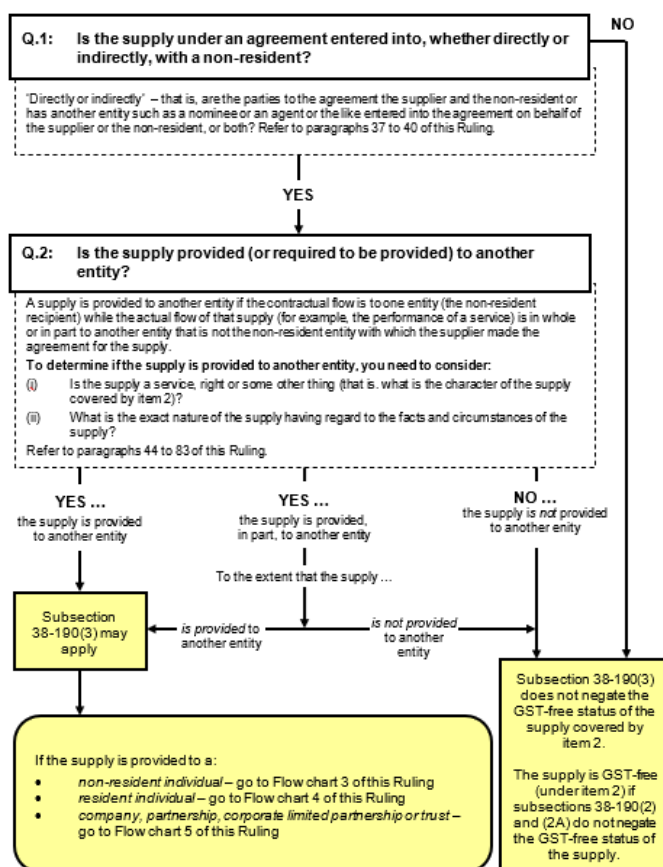 NO
Q.1: Is the supply under an agreement entered into, whether directly or
indirectly, with a non-resident?
"Directly or indirectly" – that is, are the parties to the agreement the supplier and the non-resident or
has another entity such as a nominee or an agent or the like entered into the agreement on behalf of
the supplier or the non-resident, or both? Refer to paragraphs 37 to 40 of this Ruling.
YES
Q.2: Is the supply provided (or required to be provided) to another
entity?
A supply is provided to another entity if the contractual flow is to one entity (the non-resident
recipient) while the actual flow of that supply (for example, the performance of a service) is in whole
or in part to another entity that is not the non-resident entity with which the supplier made the
agreement for the supply.
To determine if the supply is provided to another entity, you need to consider:
(i) Is the supply a service, right or some other thing (that is. what is the character of the supply
covered by item 2)?
(ii) What is the exact nature of the supply having regard to the facts and circumstances of the
supply?
Refer to paragraphs 44 to 83 of this Ruling.
YES ...
the supply is provided
to another entity
YES ...
the supply is provided,
in part, to another entity
To the extent that the supply ...
NO ...
the supply is not provided
to another enity
Subsection
38-190(3) may
apply
is provided to
another entity
is not provided
to another
entity
Subsection 38-190(3)
does not negate the
GST-free status of the
supply covered by
item 2.
The supply is GST-free
(under item 2) if
subsections 38-190(2)
and (2A) do not negate
the GST-free status of
the supply.
If the supply is provided to a:
• non-resident individual – go to Flow chart 3 of this Ruling
• resident individual – go to Flow chart 4 of this Ruling
• company, partnership, corporate limited partnership or trust –
go to Flow chart 5 of this Ruling